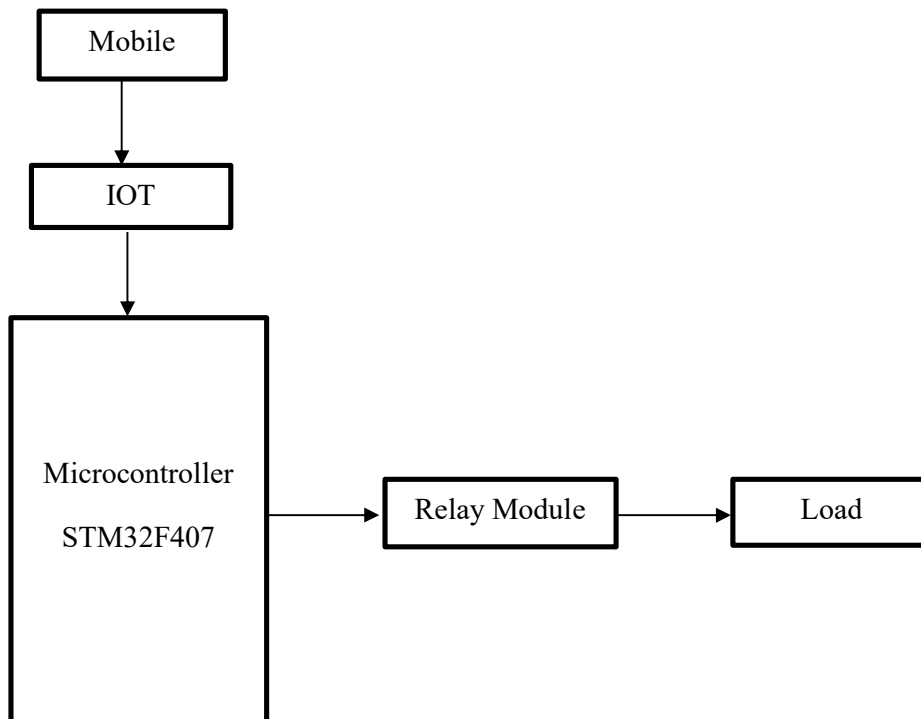 Mobile
IOT
Microcontroller
STM32F407
Relay Module
Load